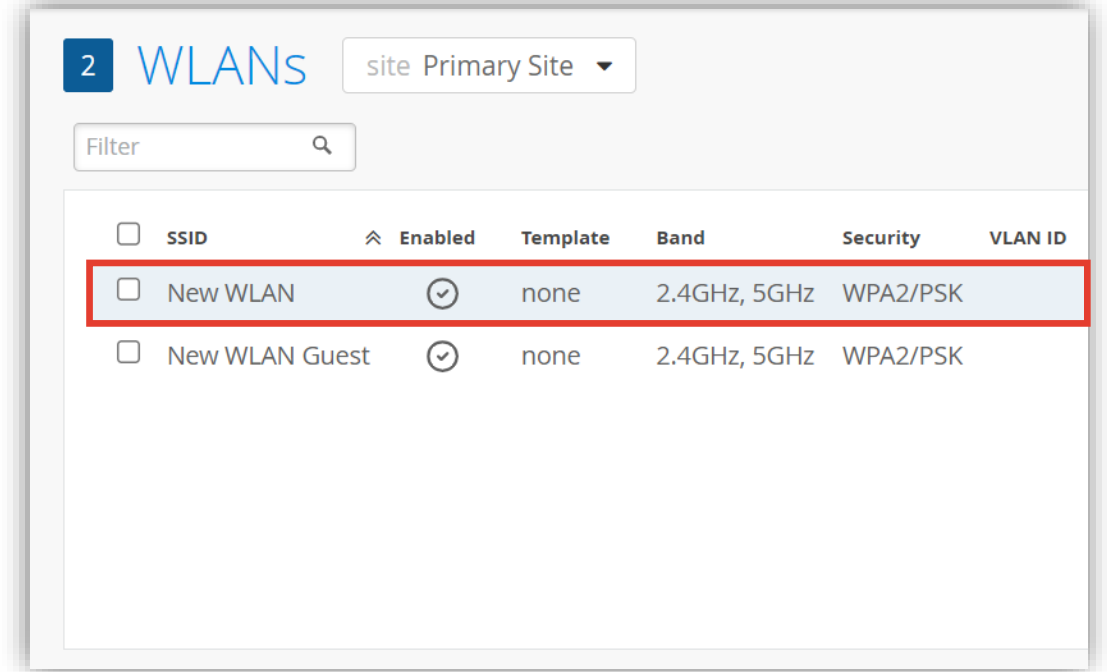 2 WLANs site Primary Site
Filter
SSID Enabled Template Band Security VLAN ID
New WLAN none 2.4GHz, 5GHz WPA2/PSK
New WLAN Guest none 2.4GHz, 5GHz WPA2/PSK